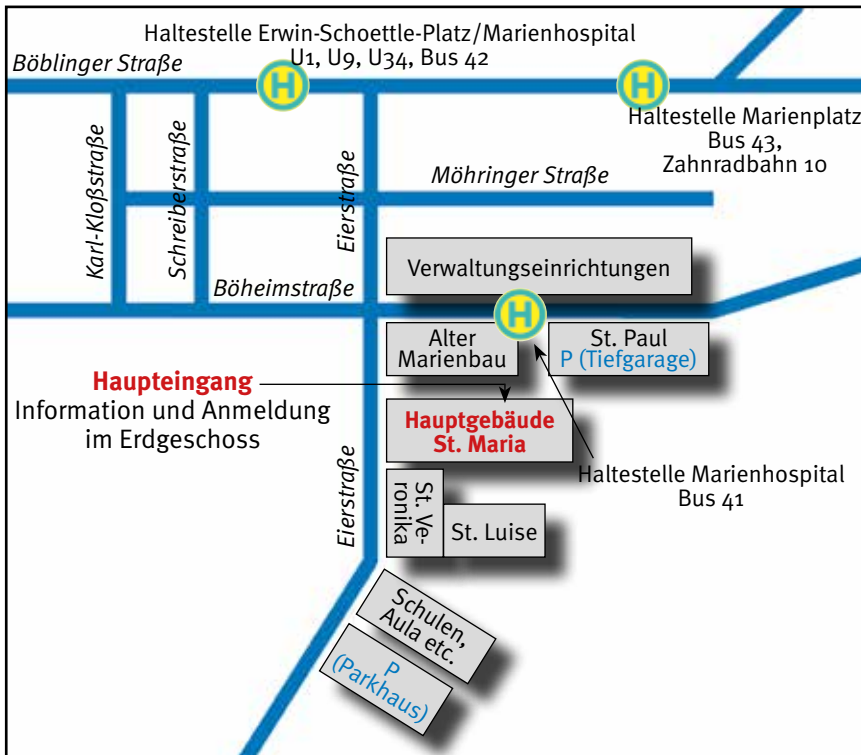 Haltestelle Erwin-Schoettle-Platz/Marienhospital
U1, U9, U34, Bus 42
Böblinger Straße
H
H
Haltestelle Marienplatz
Bus 43,
Zahnradbahn 10
Karl-Kloßstraße
Schreiberstraße
Eierstraße
Möhringer Straße
Verwaltungseinrichtungen
Böheimstraße
H
Alter
Marienbau
St. Paul
P (Tiefgarage)
Haupteingang
Information und Anmeldung
im Erdgeschoss
Hauptgebäude
St. Maria
Haltestelle Marienhospital
Bus 41
Eierstraße
St. Ve-
ronika
St. Luise
Schulen,
Aula etc.
P
(Parkhaus)